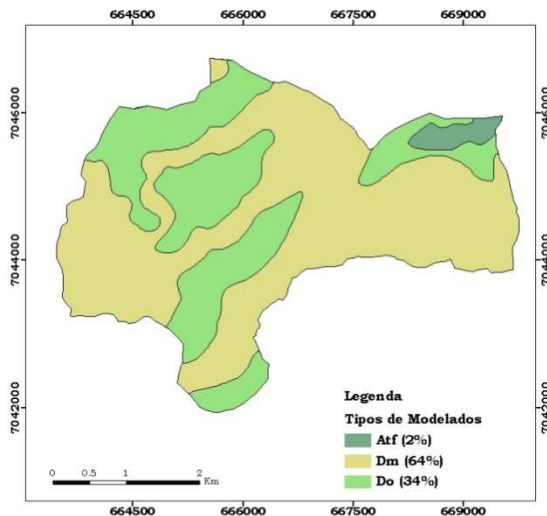 664500 666000 667500 669000
7046000 7046000
7044000 7044000
7042000 7042000
Legenda
Tipos de Modelados
Atf (2%)
Dm (64%)
Do (34%)
0 0.5 1 2
Km
664500 666000 667500 669000